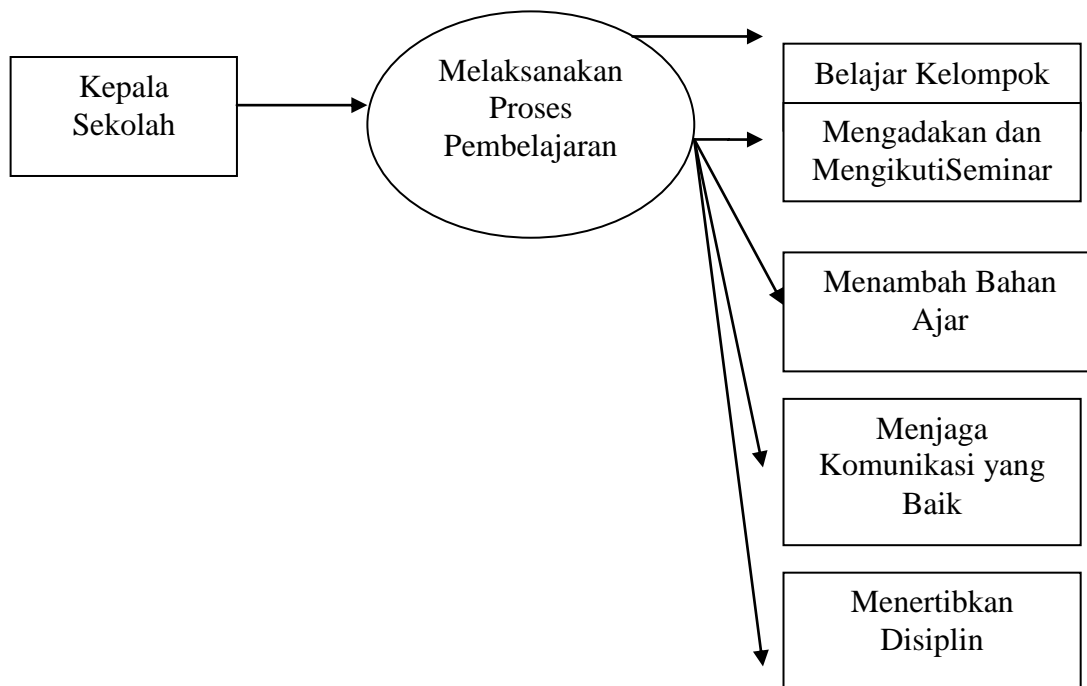 Kepala
Sekolah
Melaksanakan
Proses
Pembelajaran
Belajar Kelompok
Mengadakan dan
MengikutiSeminar
Menambah Bahan
Ajar
Menjaga
Komunikasi yang
Baik
Menertibkan
Disiplin